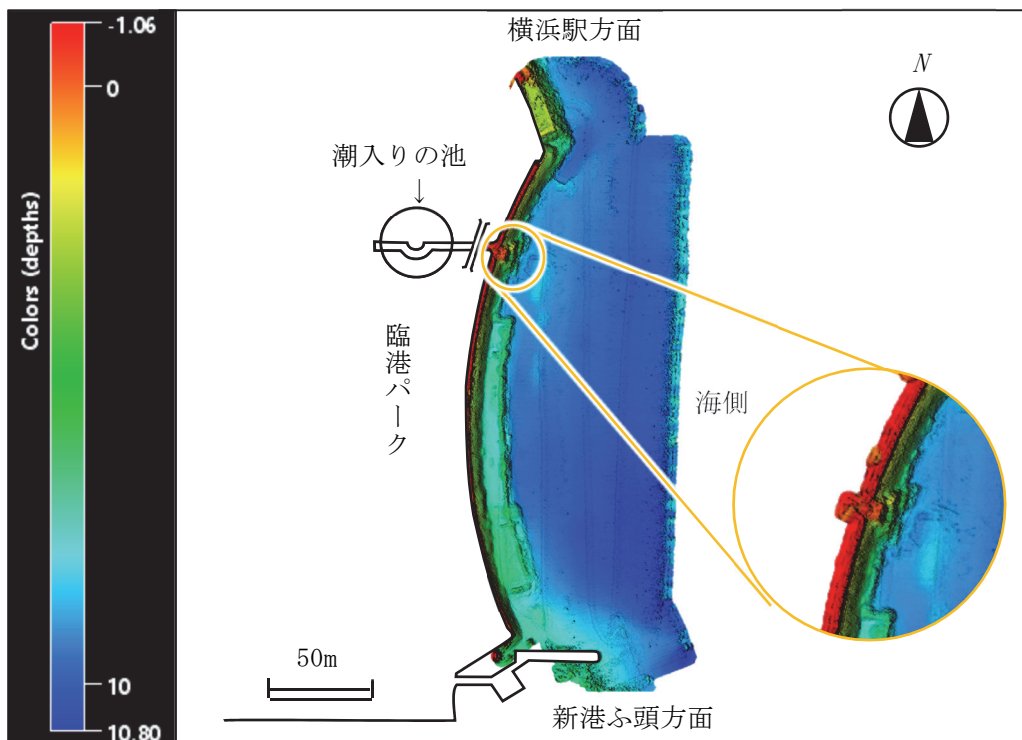 -1.06
0
10
10.80
Colors (depths)
横浜駅方面
N
潮入りの池
↓
臨港パーク
海側
50m
新港ふ頭方面